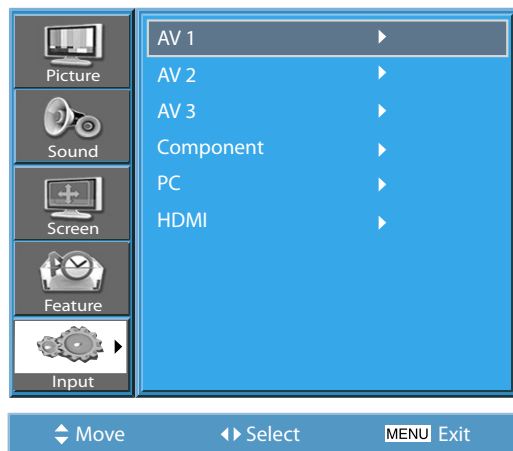 Picture
Sound
Screen
Feature
Input
AV 1
AV 2
AV 3
Component
PC
HDMI
Move Select MENU Exit